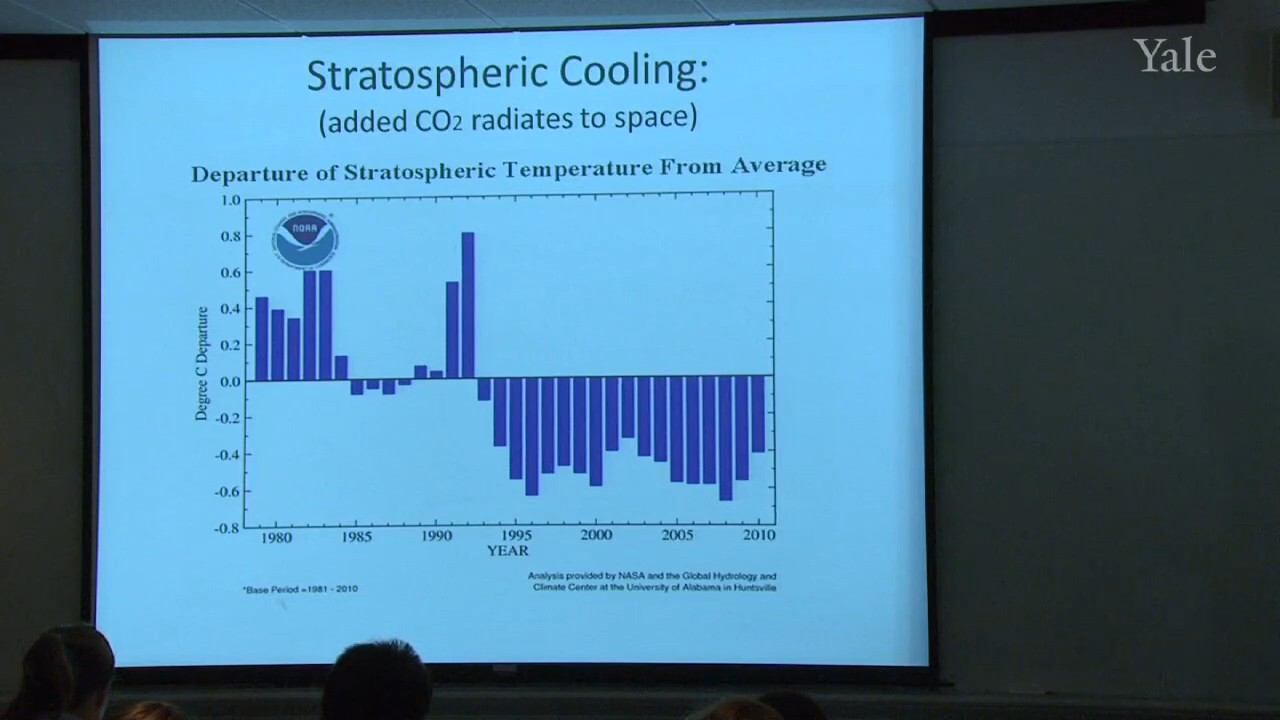 Yale
Stratospheric Cooling:
(added CO2 radiates to space)
Departure of Stratospheric Temperature From Average
1.0
0.8
0.6
0.4
0.2
0.0
-0.2
-0.4
-0.6
-0.8
Degree C Departure
NOAA
1980 1985 1990 1995 2000 2005 2010
YEAR
*Base Period =1981 - 2010
Analysis provided by NASA and the Global Hydrology and
Climate Center at the University of Alabama in Huntsville